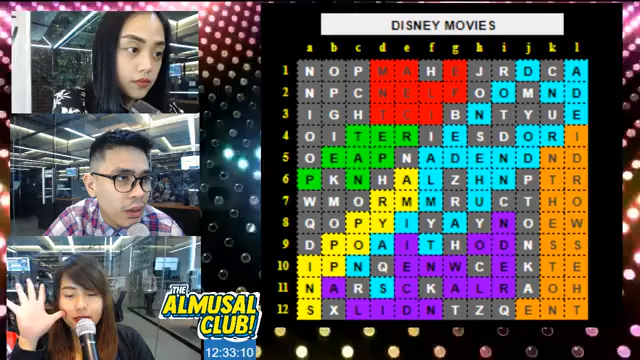 DISNEY MOVIES
a b c d e f g h i j k l
1 N O P M A H E J R D C A
2 N P C N E L F O O M N D
3 I G H T C I B N T Y U E
4 O I T E R I E S D O R I
5 O E A P N A D E N D N D
6 P K N H A L Z H N P T R
7 W M O R M M R U C T H O
8 Q O P Y I Y A Y N O E W
9 D P O A I T H O D N S S
10 I P N Q E N W C E K T E
11 N A R S C K A L R A O H
12 S X L I D N T Z Q E N T
THE
ALMUSAL
CLUB!
12:33:10